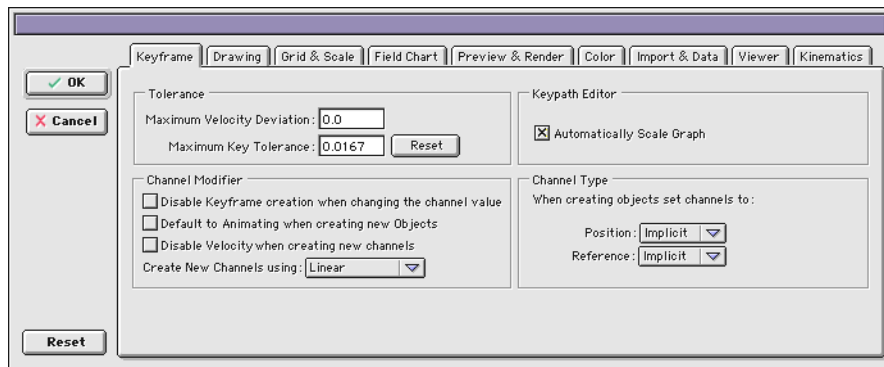 Keyframe Drawing Grid & Scale Field Chart Preview & Render Color Import & Data Viewer Kinematics
OK
Cancel
Tolerance
Maximum Velocity Deviation: 0.0
Maximum Key Tolerance: 0.0167 Reset
Keypath Editor
Automatically Scale Graph
Channel Modifier
Disable Keyframe creation when changing the channel value
Default to Animating when creating new Objects
Disable Velocity when creating new channels
Create New Channels using: Linear
Channel Type
When creating objects set channels to:
Position: Implicit
Reference: Implicit
Reset